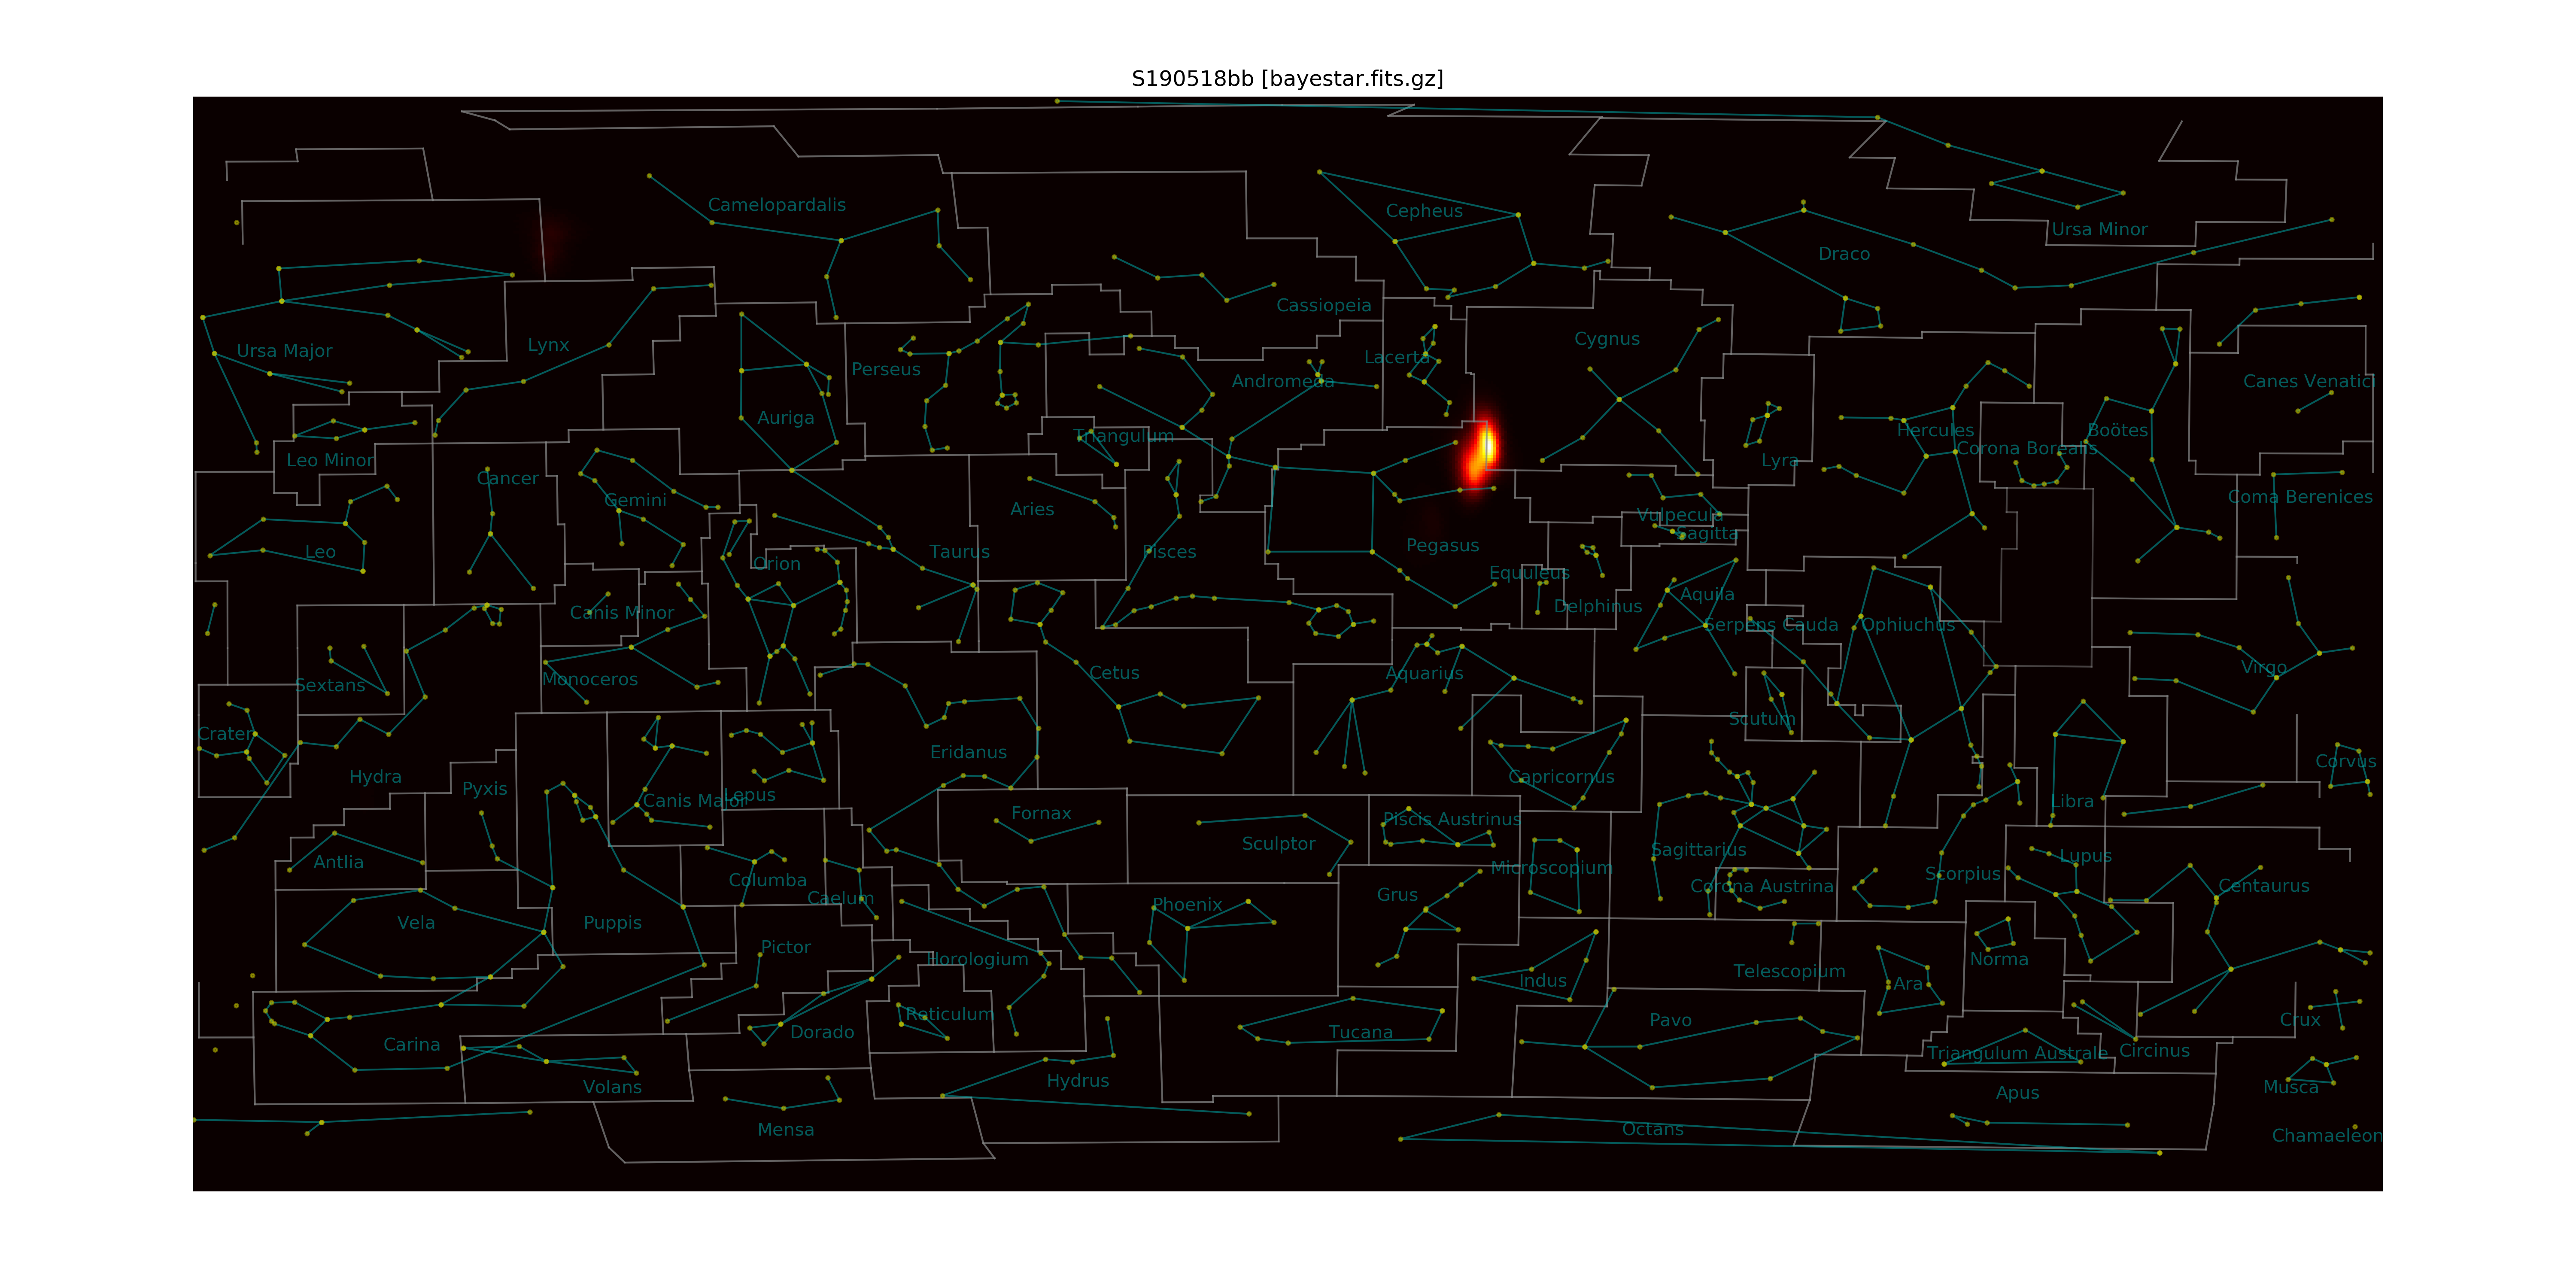 S190518bb [bayestar.fits.gz]
Camelopardalis
Cepheus
Ursa Minor
Draco
Cassiopeia
Ursa Major
Lynx
Cygnus
Lacerta
Perseus
Andromeda
Canes Venatici
Auriga
Triangulum
Hercules
Boötes
Corona Borealis
Leo Minor
Lyra
Cancer
Gemini
Coma Berenices
Aries
Vulpecula
Sagitta
Leo
Orion
Taurus
Pisces
Pegasus
Equuleus
Delphinus
Aquila
Canis Minor
Serpens Cauda
Ophiuchus
Virgo
Sextans
Monoceros
Cetus
Aquarius
Scutum
Crater
Eridanus
Hydra
Capricornus
Corvus
Pyxis
Canis Major
Lepus
Libra
Fornax
Piscis Austrinus
Sculptor
Antlia
Sagittarius
Lupus
Microscopium
Columba
Caelum
Grus
Corona Austrina
Scorpius
Centaurus
Phoenix
Vela
Puppis
Pictor
Horologium
Telescopium
Norma
Indus
Ara
Reticulum
Dorado
Tucana
Pavo
Crux
Carina
Triangulum Australe
Circinus
Volans
Hydrus
Apus
Musca
Mensa
Octans
Chamaeleon